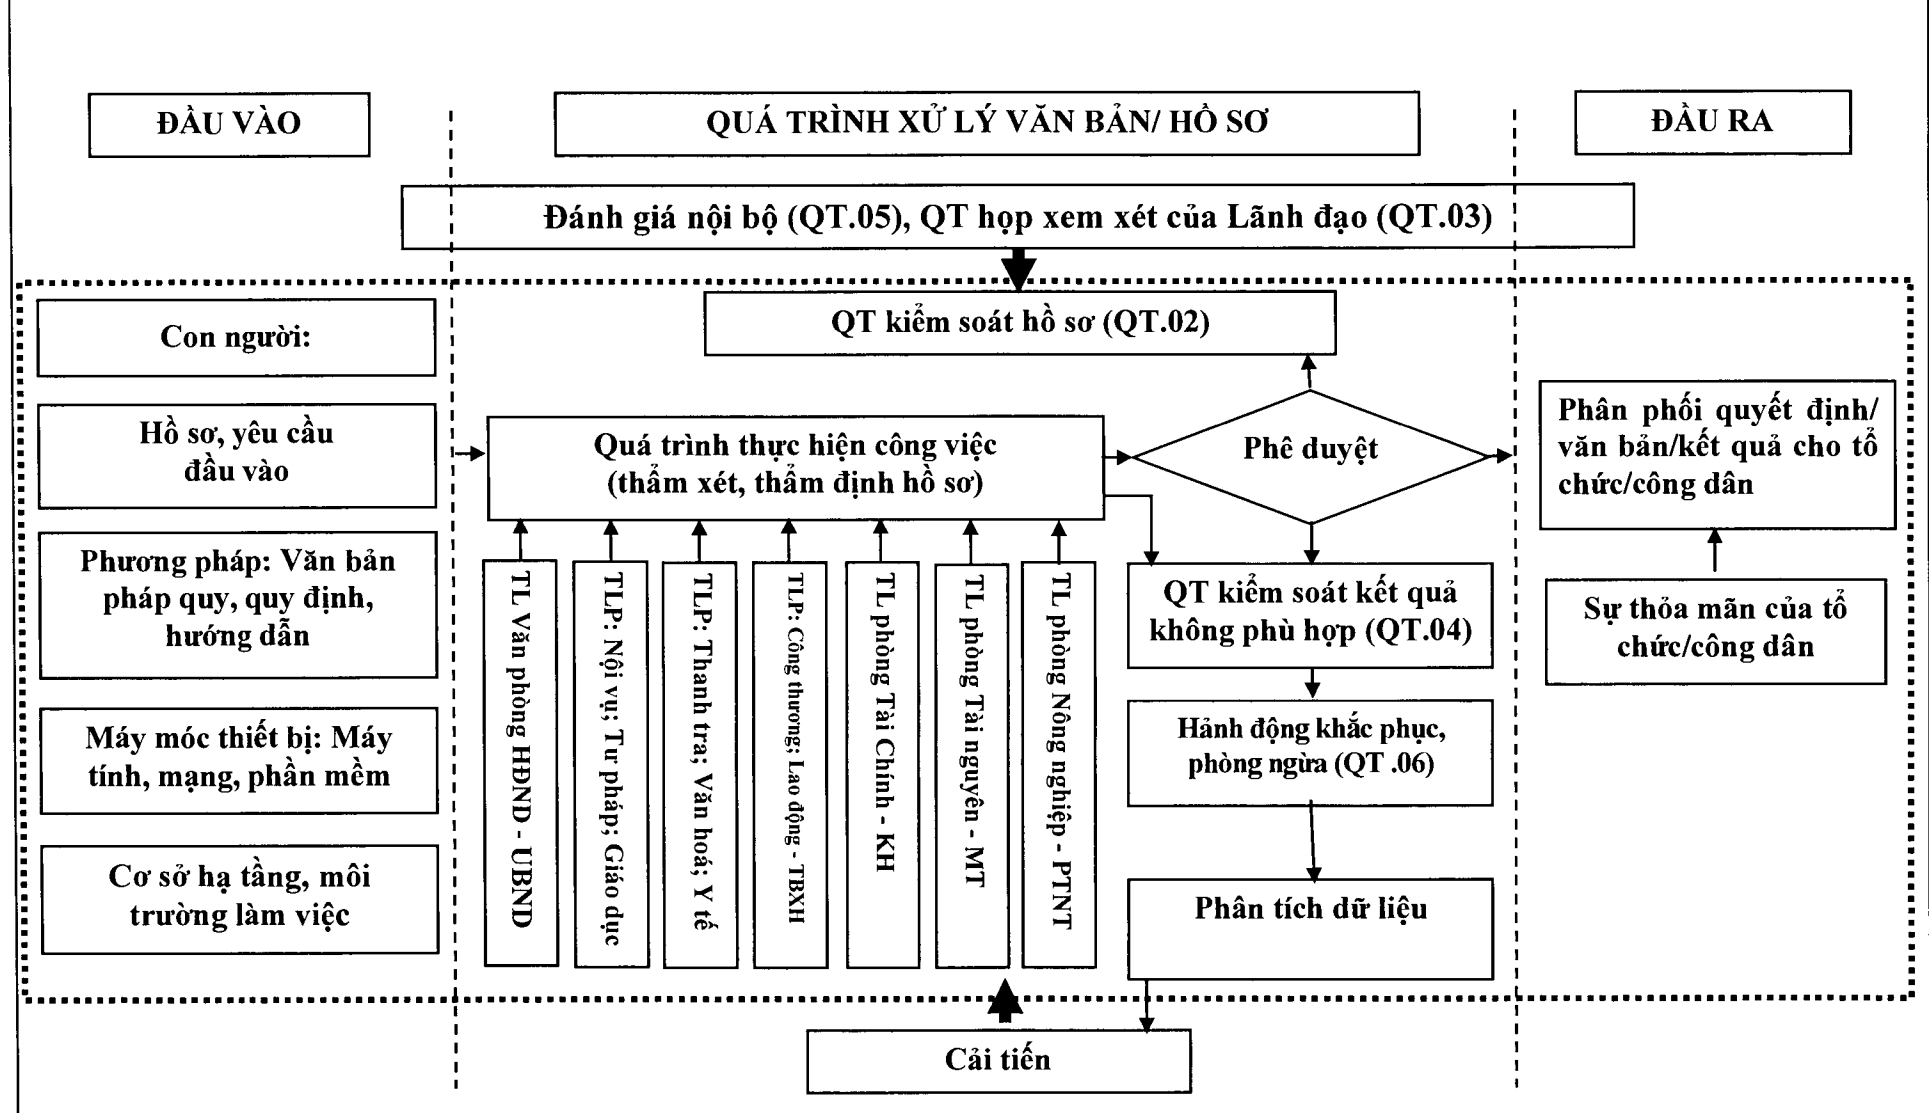 ĐẦU VÀO
QUÁ TRÌNH XỬ LÝ VĂN BẢN/ HỒ SƠ
ĐẦU RA
Đánh giá nội bộ (QT.05), QT họp xem xét của Lãnh đạo (QT.03)
Con người:
Hồ sơ, yêu cầu
đầu vào
Phương pháp: Văn bản
pháp quy, quy định,
hướng dẫn
Máy móc thiết bị: Máy
tính, mạng, phần mềm
Cơ sở hạ tầng, môi
trường làm việc
QT kiểm soát hồ sơ (QT.02)
Quá trình thực hiện công việc
(thẩm xét, thẩm định hồ sơ)
Phê duyệt
TL Văn phòng HĐND - UBND
TLP: Nội vụ; Tư pháp; Giáo dục
TLP: Thanh tra; Văn hoá; Y tế
TLP: Công thương; Lao động - TBXH
TL phòng Tài Chính - KH
TL phòng Tài nguyên - MT
TL phòng Nông nghiệp - PTNT
QT kiểm soát kết quả
không phù hợp (QT.04)
Hảnh động khắc phục,
phòng ngừa (QT .06)
Phân tích dữ liệu
Cải tiến
Phân phối quyết định/
văn bản/kết quả cho tổ
chức/công dân
Sự thỏa mãn của tổ
chức/công dân